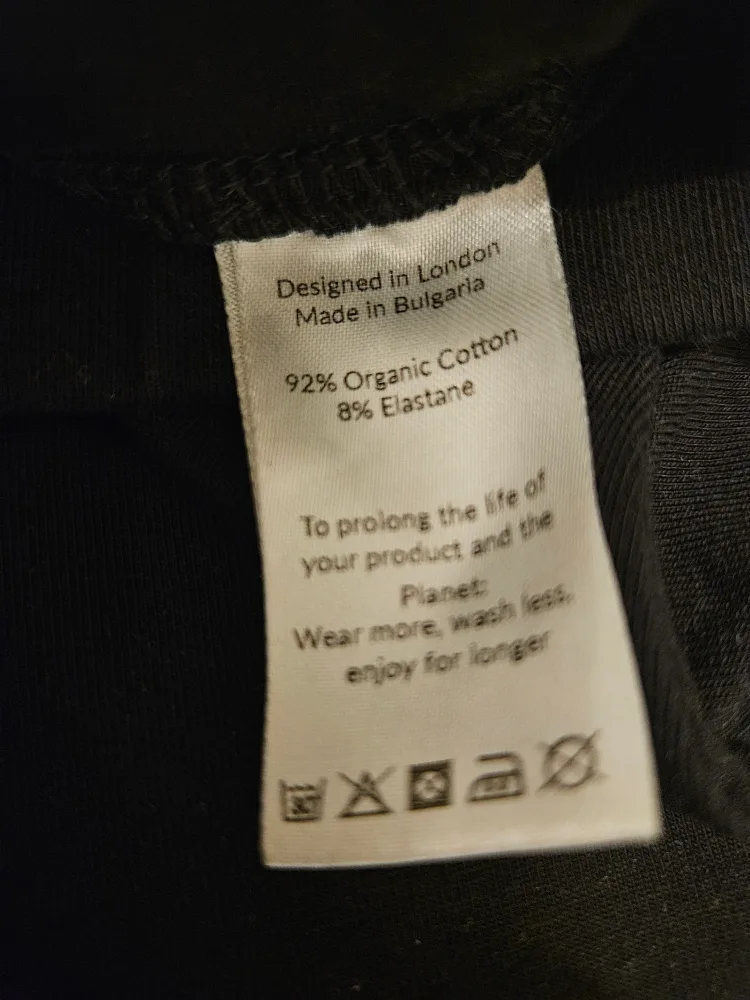 Designed in London
Made in Bulgaria
92% Organic Cotton
8% Elastane
To prolong the life of
your product and the
Planet:
Wear more, wash less,
enjoy for longer